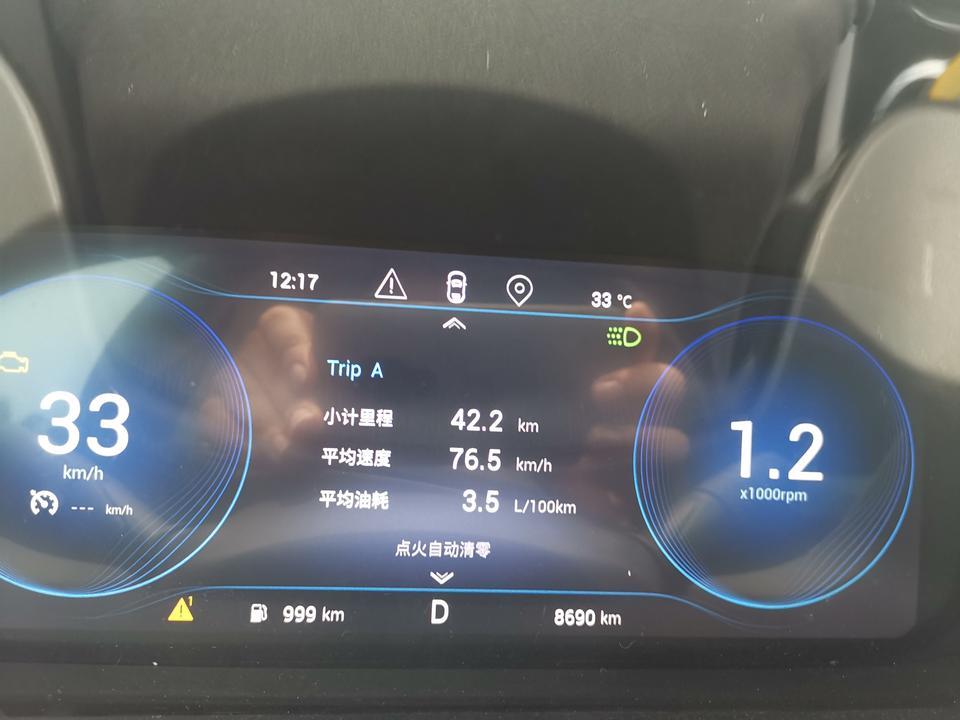 12:17
33 ℃
Trip A
33
km/h
--- km/h
小计里程 42.2 km
平均速度 76.5 km/h
平均油耗 3.5 L/100km
点火自动清零
1.2
x1000rpm
1
999 km
D
8690 km